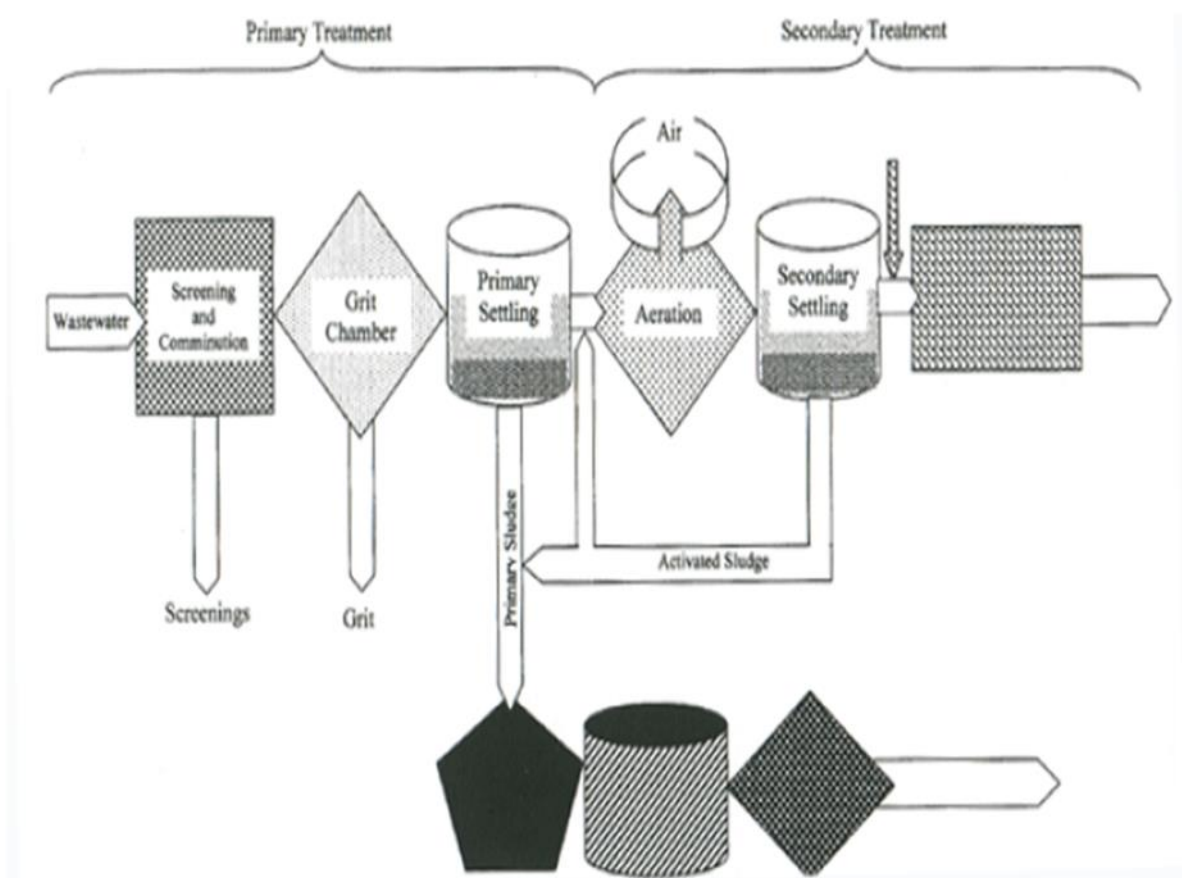 Primary Treatment
Secondary Treatment
Air
Wastewater
Screening
and
Comminution
Grit
Chamber
Primary
Settling
Aeration
Secondary
Settling
Primary Sludge
Activated Sludge
Screenings
Grit